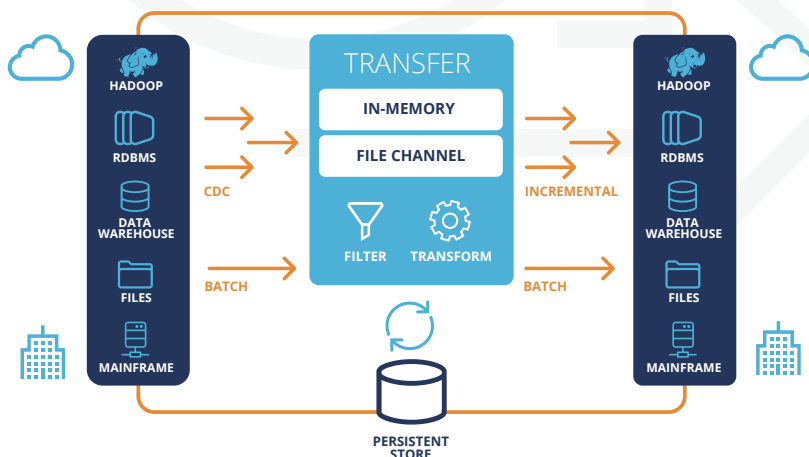 HADOOP
RDBMS
DATA
WAREHOUSE
FILES
MAINFRAME
CDC
BATCH
TRANSFER
IN-MEMORY
FILE CHANNEL
FILTER
TRANSFORM
PERSISTENT
STORE
INCREMENTAL
BATCH
HADOOP
RDBMS
DATA
WAREHOUSE
FILES
MAINFRAME